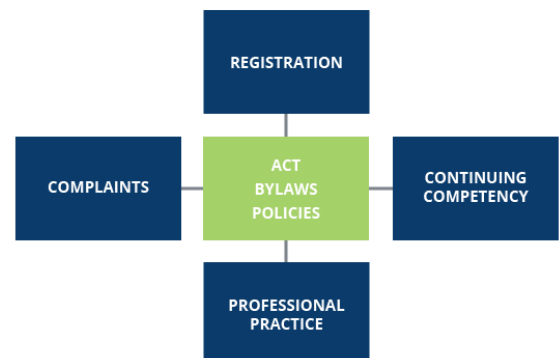 REGISTRATION
COMPLAINTS
ACT
BYLAWS
POLICIES
CONTINUING
COMPETENCY
PROFESSIONAL
PRACTICE